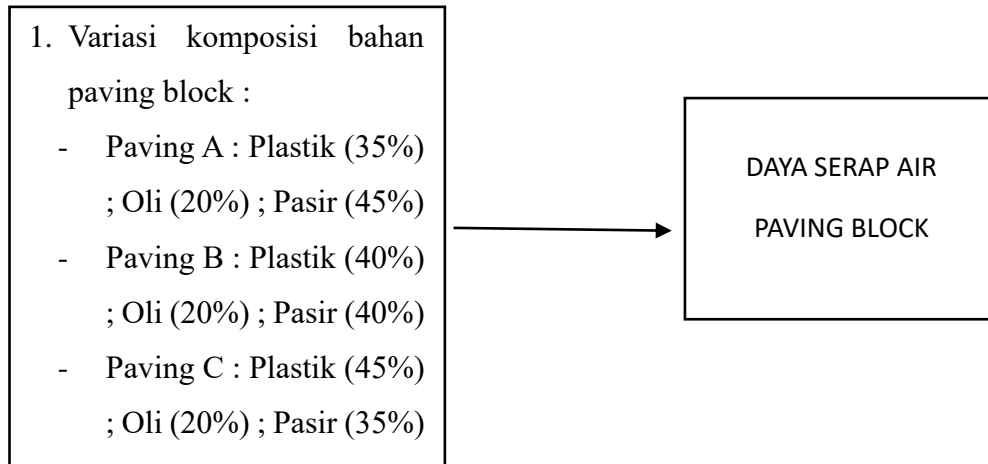 1. Variasi komposisi bahan
paving block :
- Paving A : Plastik (35%)
; Oli (20%) ; Pasir (45%)
- Paving B : Plastik (40%)
; Oli (20%) ; Pasir (40%)
- Paving C : Plastik (45%)
; Oli (20%) ; Pasir (35%)
DAYA SERAP AIR
PAVING BLOCK